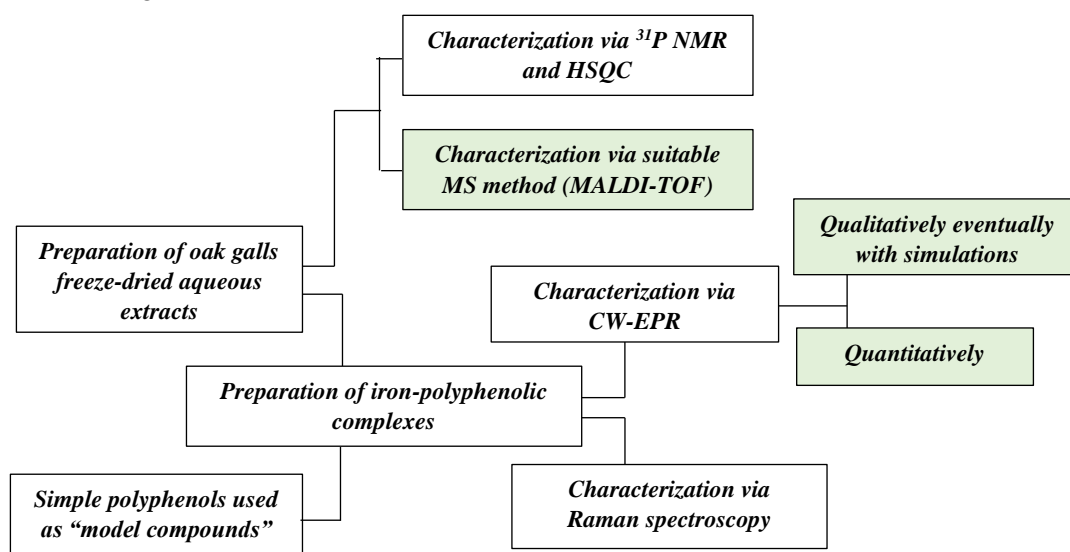 Characterization via ³¹P NMR
and HSQC
Characterization via suitable
MS method (MALDI-TOF)
Qualitatively eventually
with simulations
Preparation of oak galls
freeze-dried aqueous
extracts
Characterization via
CW-EPR
Quantitatively
Preparation of iron-polyphenolic
complexes
Simple polyphenols used
as “model compounds”
Characterization via
Raman spectroscopy